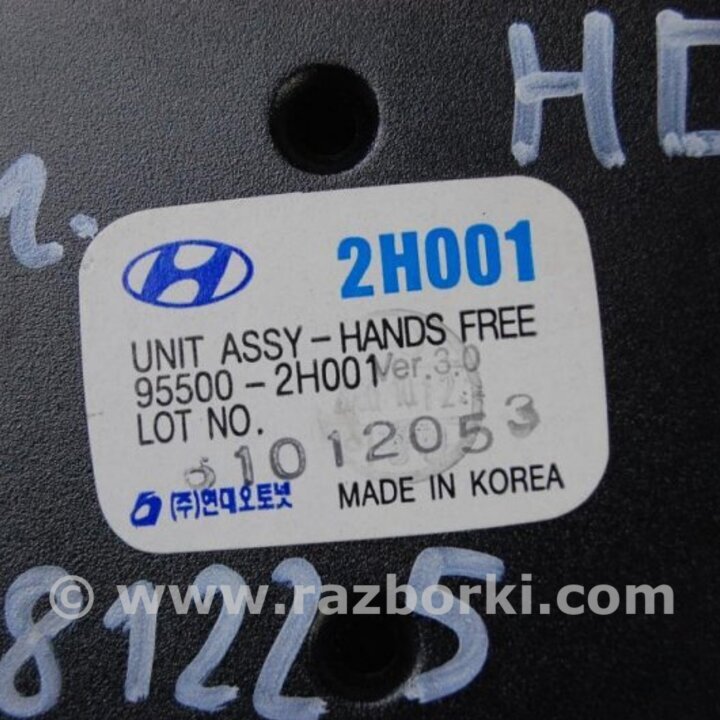 HD
г.
2H001
UNIT ASSY-HANDS FREE
95500-2H001 Ver.3.0
LOT NO.
1012053
(주)현대오토넷 MADE IN KOREA
© www.razborki.com
81225